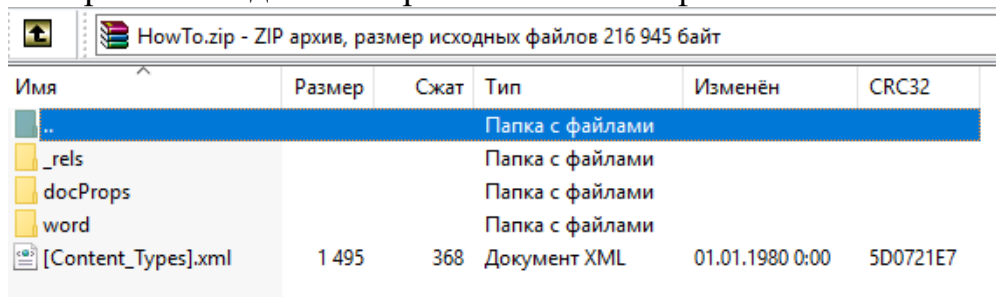 HowTo.zip - ZIP архив, размер исходных файлов 216 945 байт
Имя Размер Сжат Тип Изменён CRC32
.. Папка с файлами
_rels Папка с файлами
docProps Папка с файлами
word Папка с файлами
[Content_Types].xml 1 495 368 Документ XML 01.01.1980 0:00 5D0721E7